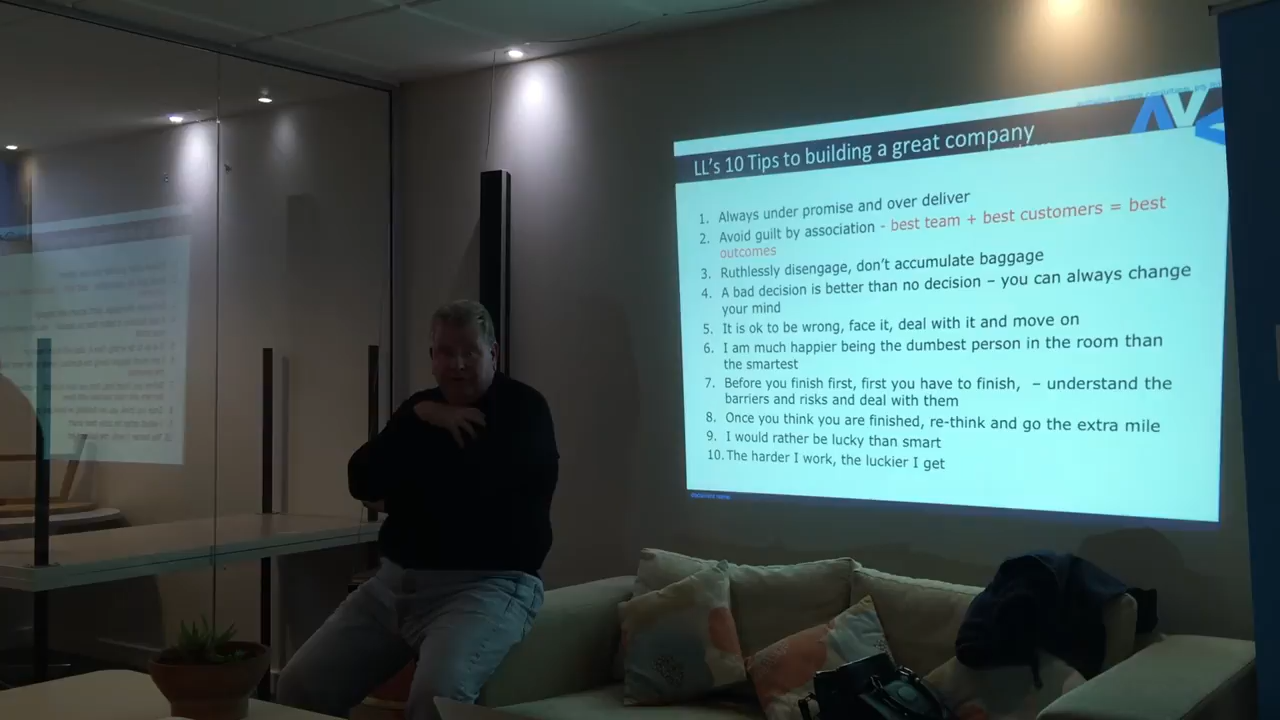 LL's 10 Tips to building a great company
1. Always under promise and over deliver
2. Avoid guilt by association - best team + best customers = best
outcomes
3. Ruthlessly disengage, don't accumulate baggage
4. A bad decision is better than no decision – you can always change
your mind
5. It is ok to be wrong, face it, deal with it and move on
6. I am much happier being the dumbest person in the room than
the smartest
7. Before you finish first, first you have to finish, – understand the
barriers and risks and deal with them
8. Once you think you are finished, re-think and go the extra mile
9. I would rather be lucky than smart
10. The harder I work, the luckier I get